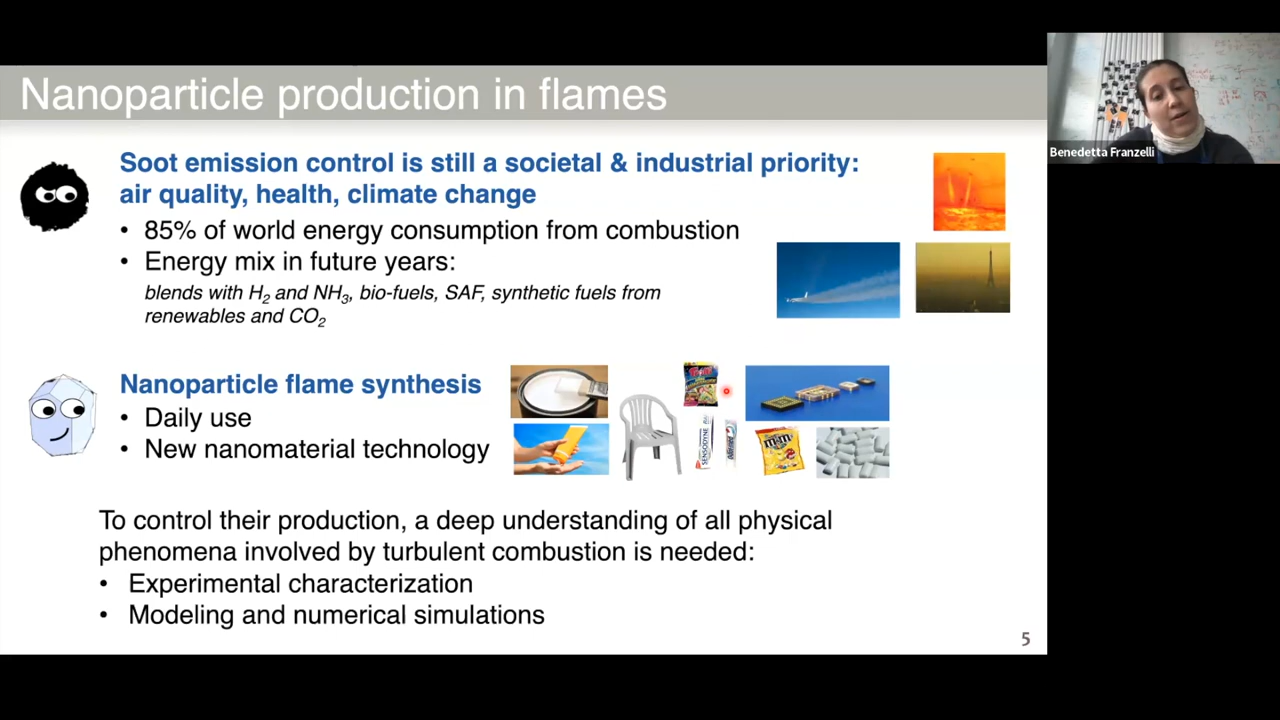 Nanoparticle production in flames
Soot emission control is still a societal & industrial priority:
air quality, health, climate change
• 85% of world energy consumption from combustion
• Energy mix in future years:
blends with H2 and NH3, bio-fuels, SAF, synthetic fuels from
renewables and CO2
Nanoparticle flame synthesis
• Daily use
• New nanomaterial technology
SENSODYNE
m&m's
To control their production, a deep understanding of all physical
phenomena involved by turbulent combustion is needed:
• Experimental characterization
• Modeling and numerical simulations
5
Benedetta Franzelli